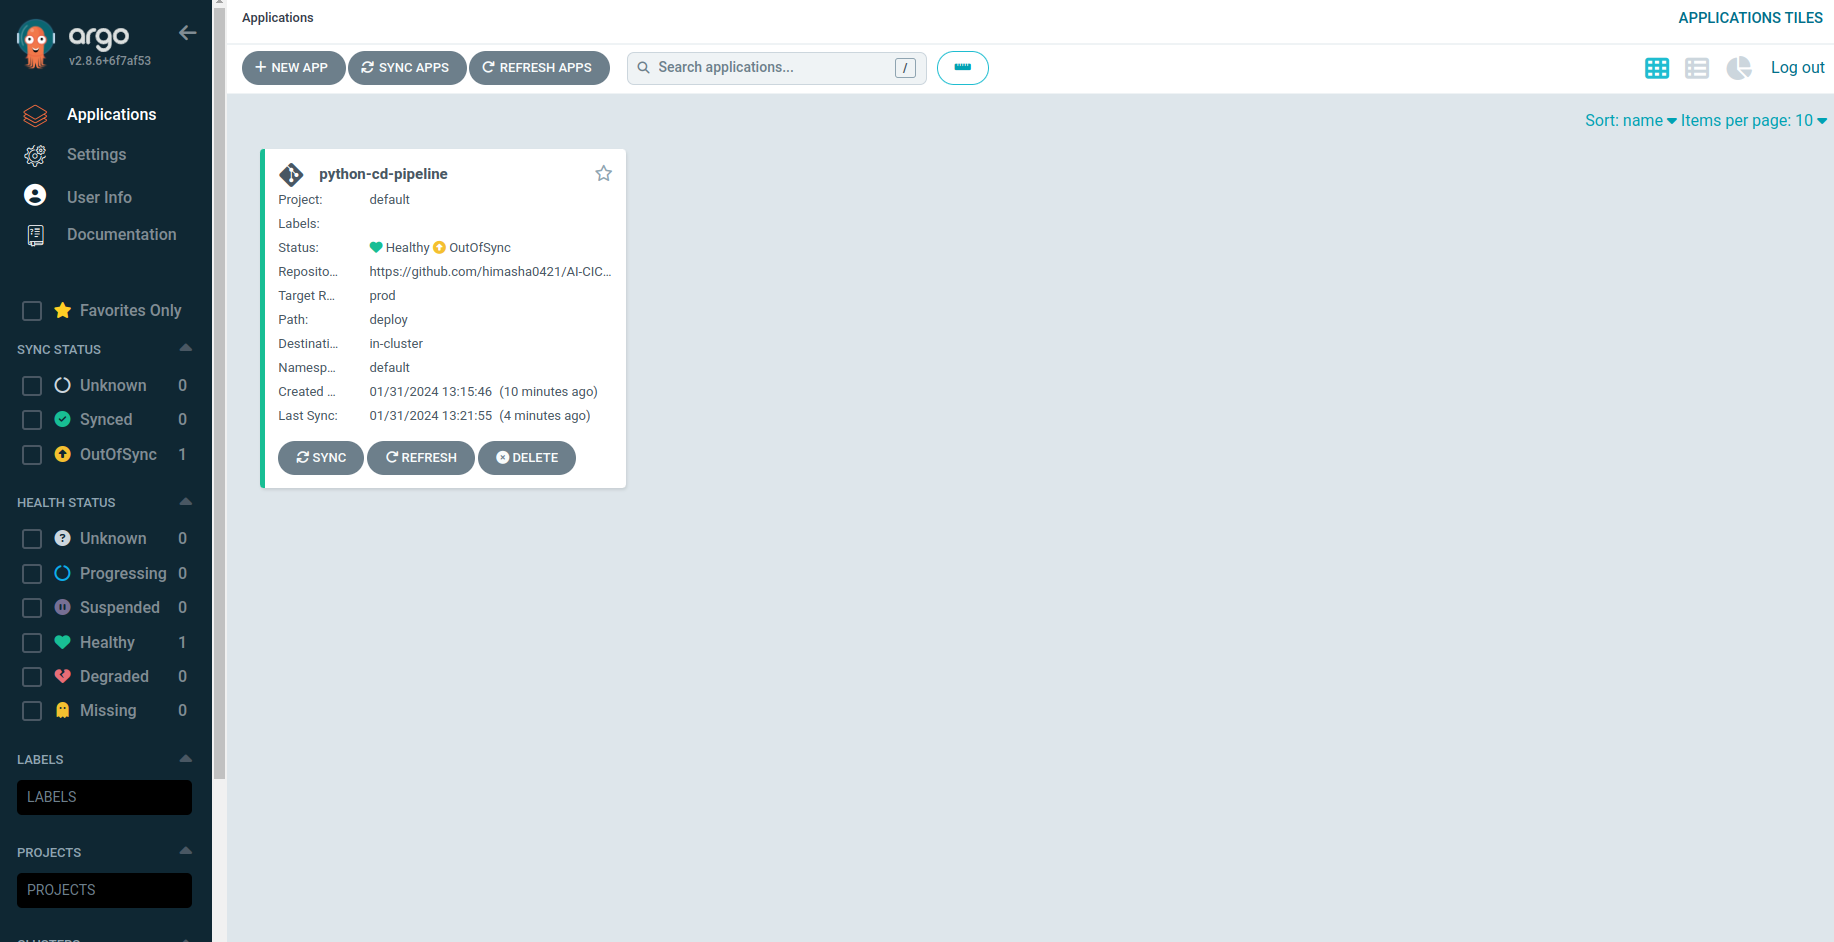 argo
v2.8.6+6f7af53
Applications
Settings
User Info
Documentation
Favorites Only
SYNC STATUS
Unknown 0
Synced 0
OutOfSync 1
HEALTH STATUS
Unknown 0
Progressing 0
Suspended 0
Healthy 1
Degraded 0
Missing 0
LABELS
LABELS
PROJECTS
PROJECTS
Applications
APPLICATIONS TILES
NEW APP SYNC APPS REFRESH APPS Search applications... / Log out
Sort: name Items per page: 10
python-cd-pipeline
Project: default
Labels:
Status: Healthy OutOfSync
Reposito... https://github.com/himasha0421/AI-CIC...
Target R... prod
Path: deploy
Destinati... in-cluster
Namesp... default
Created ... 01/31/2024 13:15:46 (10 minutes ago)
Last Sync: 01/31/2024 13:21:55 (4 minutes ago)
SYNC REFRESH DELETE